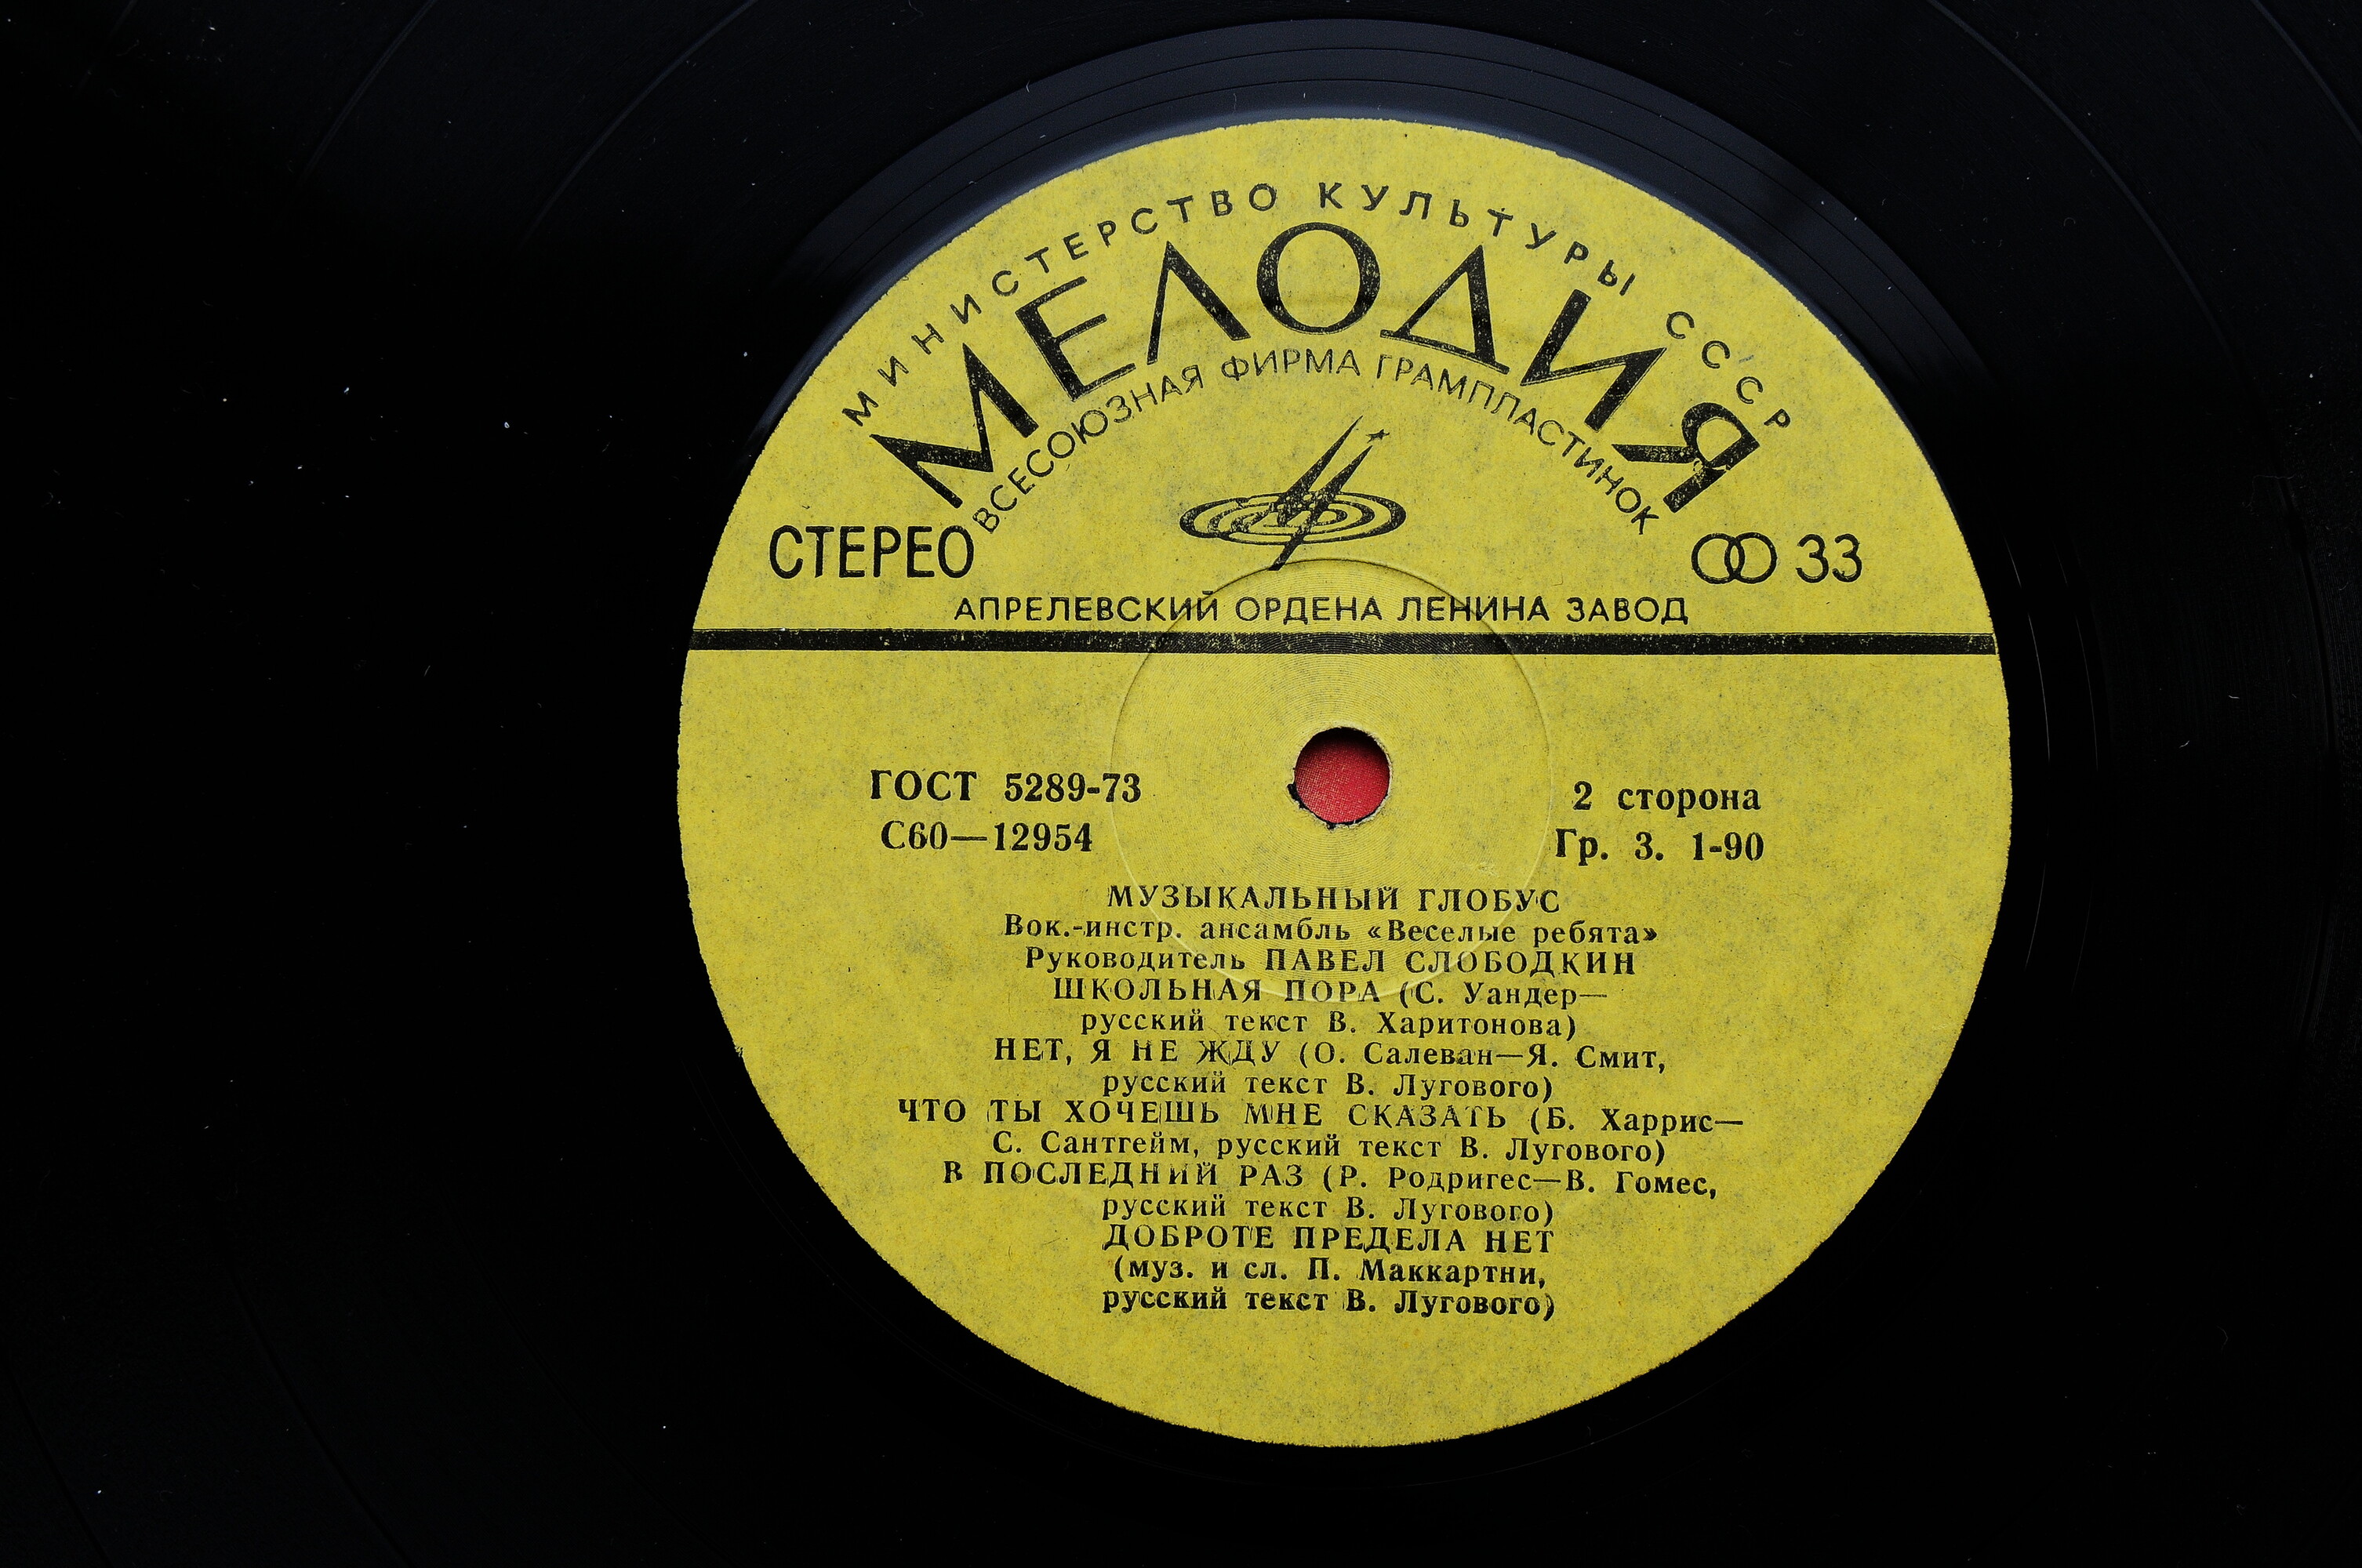 МИНИСТЕРСТВО КУЛЬТУРЫ СССР
МЕЛОДИЯ
ВСЕСОЮЗНАЯ ФИРМА ГРАМПЛАСТИНОК
СТЕРЕО 33
АПРЕЛЕВСКИЙ ОРДЕНА ЛЕНИНА ЗАВОД
ГОСТ 5289-73 2 сторона
С60—12954 Гр. 3. 1-90
МУЗЫКАЛЬНЫЙ ГЛОБУС
Вок.-инстр. ансамбль «Веселые ребята»
Руководитель ПАВЕЛ СЛОБОДКИН
ШКОЛЬНАЯ ПОРА (С. Уандер—
русский текст В. Харитонова)
НЕТ, Я НЕ ЖДУ (О. Салеван—Я. Смит,
русский текст В. Лугового)
ЧТО ТЫ ХОЧЕШЬ МНЕ СКАЗАТЬ (Б. Харрис—
С. Сантгейм, русский текст В. Лугового)
В ПОСЛЕДНИЙ РАЗ (Р. Родригес—В. Гомес,
русский текст В. Лугового)
ДОБРОТЕ ПРЕДЕЛА НЕТ
(муз. и сл. П. Маккартни,
русский текст В. Лугового)